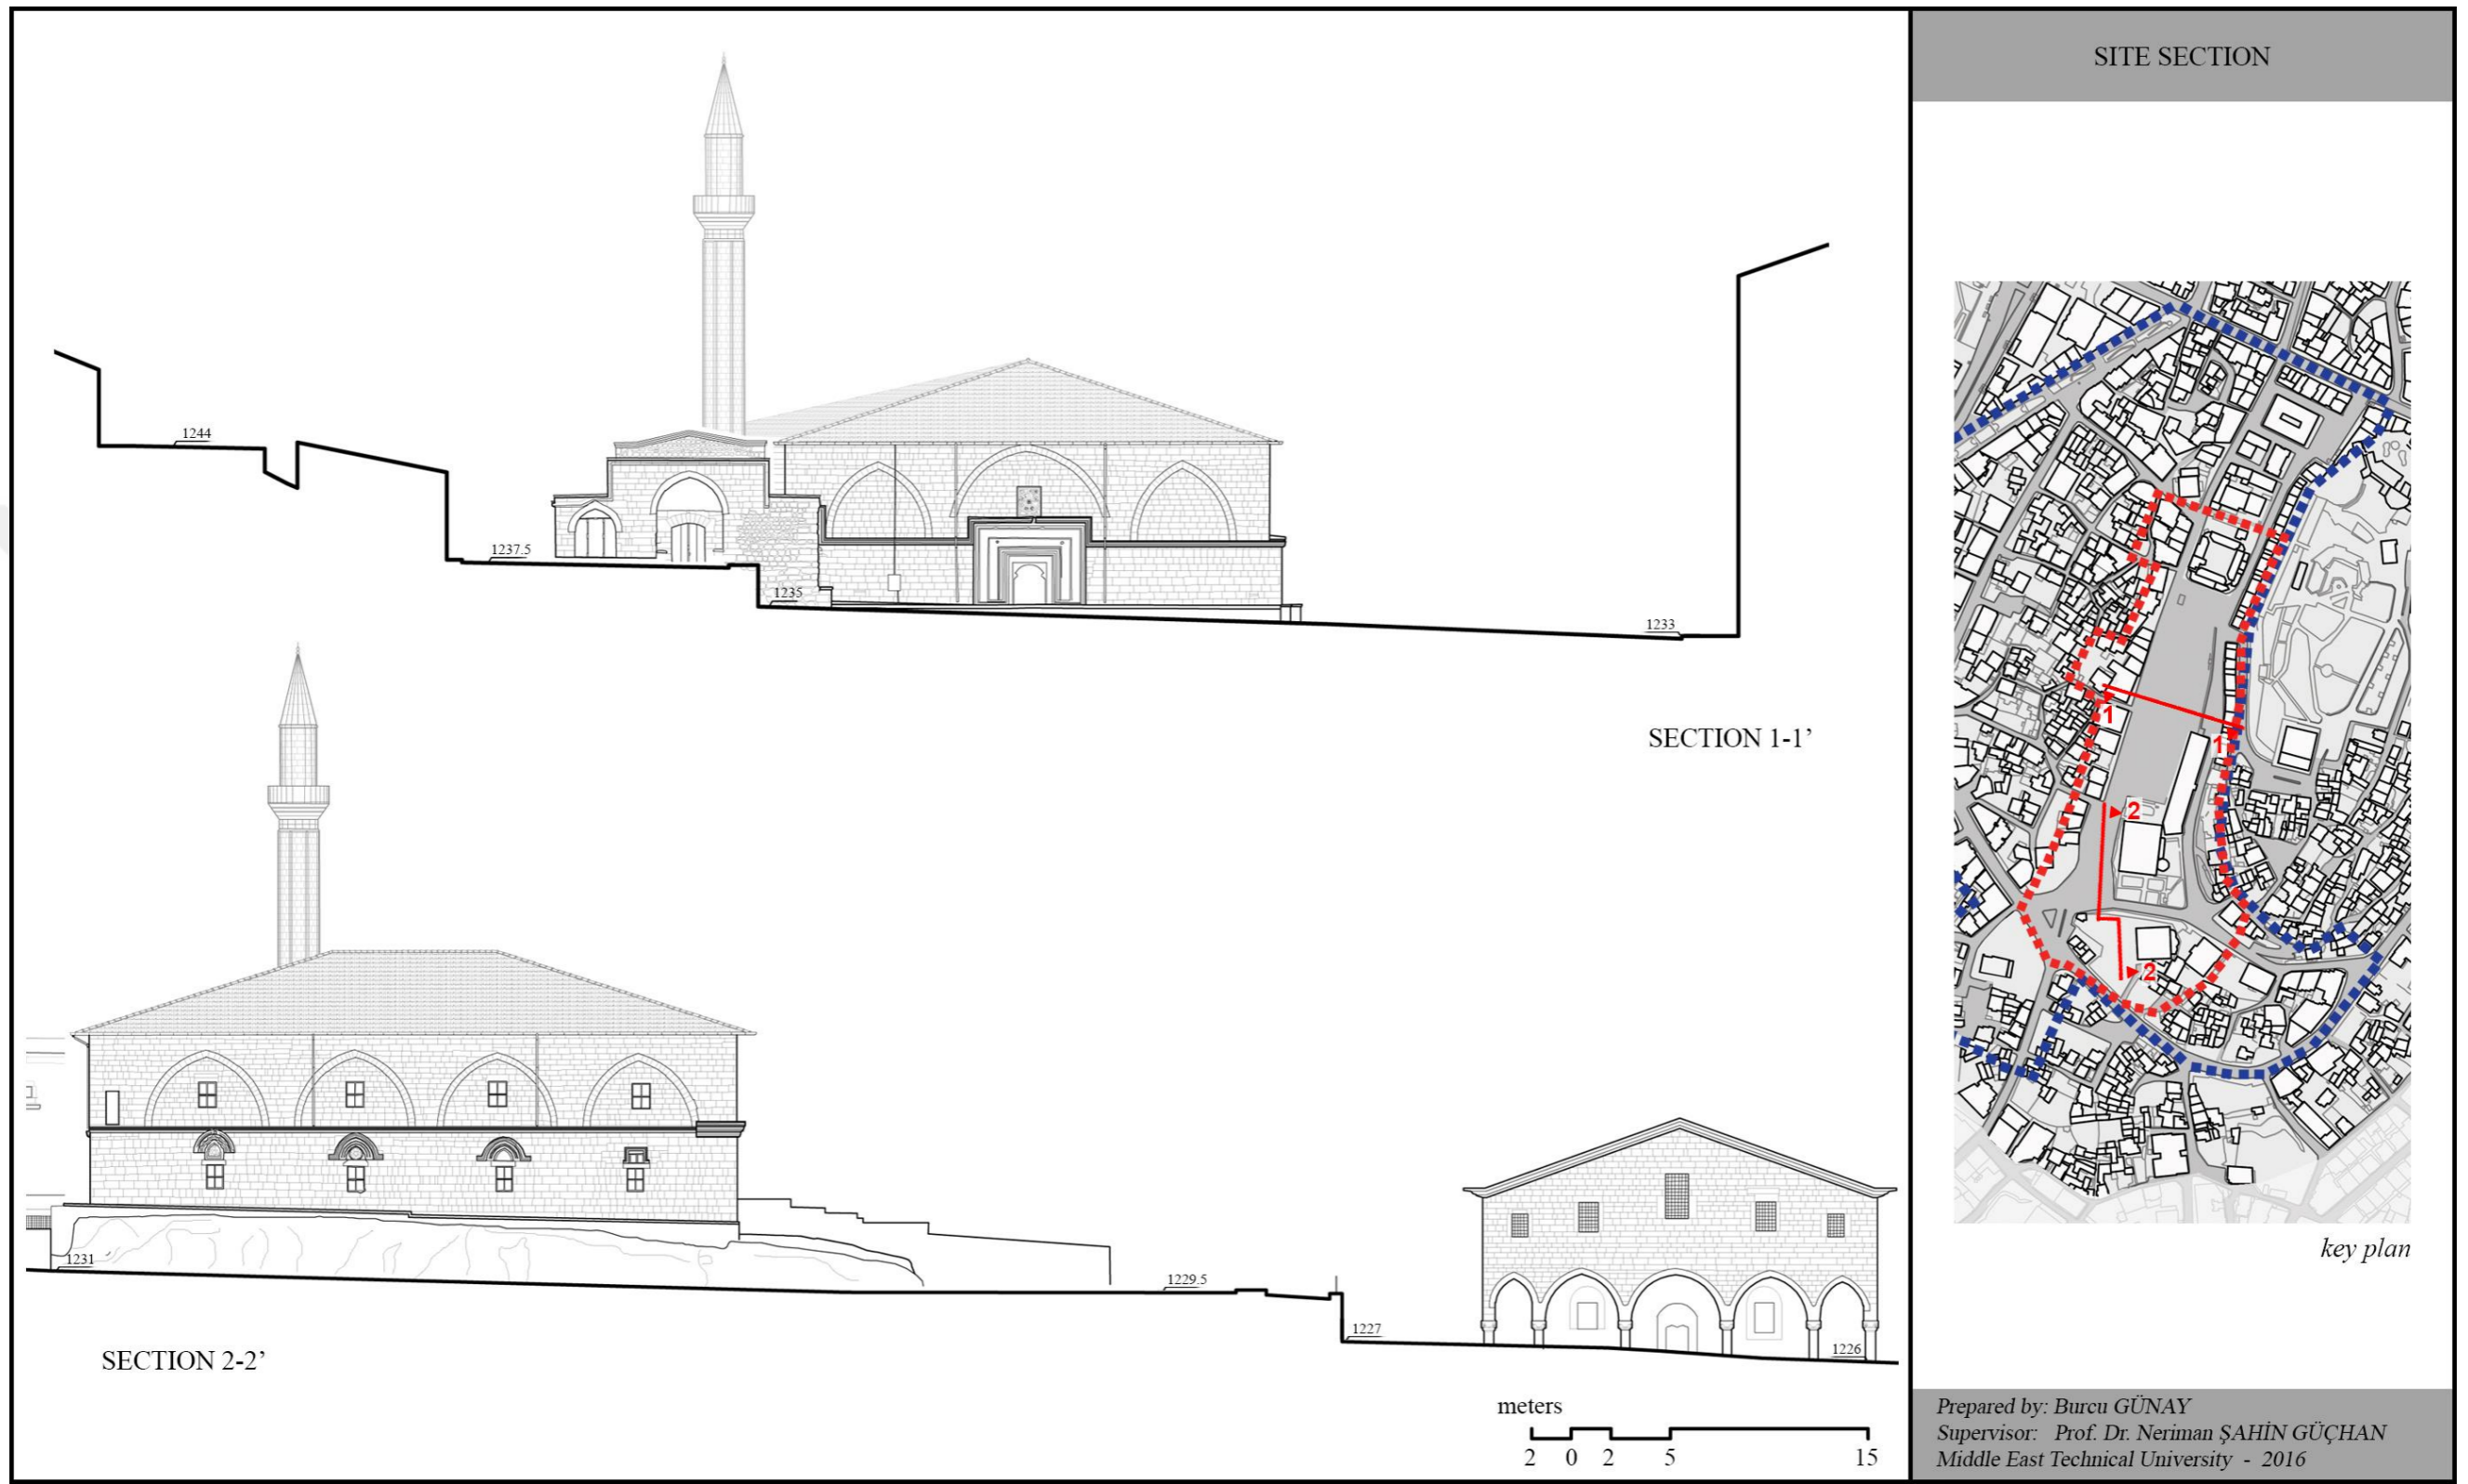 SITE SECTION
1244
1237.5
1235
1233
SECTION 1-1’
1231
1229.5
1227
1226
SECTION 2-2’
meters
2 0 2 5 15
1
1
2
2
key plan
Prepared by: Burcu GÜNAY
Supervisor: Prof. Dr. Neriman ŞAHİN GÜÇHAN
Middle East Technical University - 2016